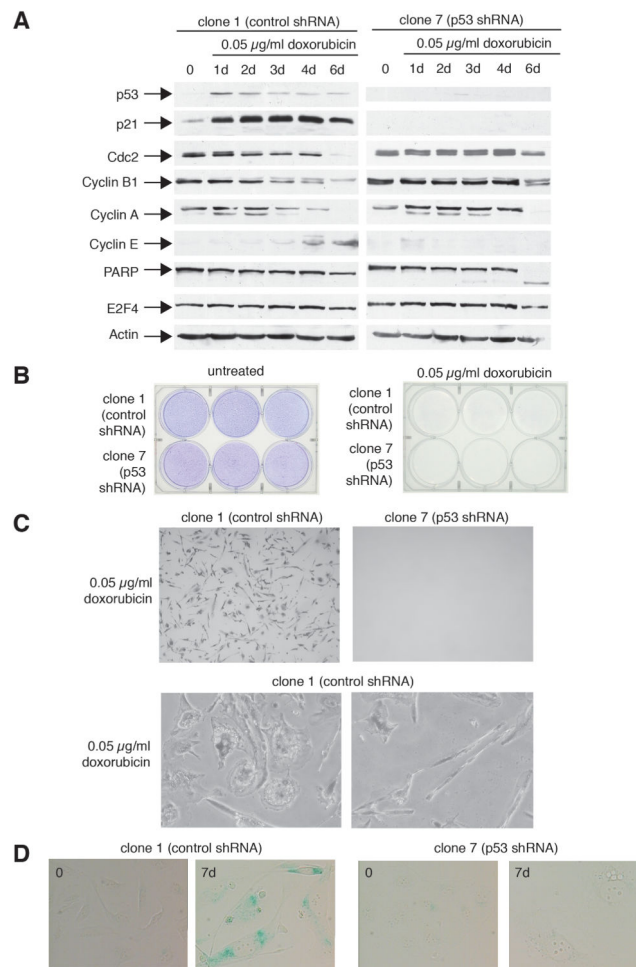 A
clone 1 (control shRNA)
clone 7 (p53 shRNA)
0.05 µg/ml doxorubicin
0.05 µg/ml doxorubicin
0 1d 2d 3d 4d 6d
0 1d 2d 3d 4d 6d
p53
p21
Cdc2
Cyclin B1
Cyclin A
Cyclin E
PARP
E2F4
Actin
B
untreated
0.05 µg/ml doxorubicin
clone 1
(control
shRNA)
clone 7
(p53
shRNA)
clone 1
(control
shRNA)
clone 7
(p53
shRNA)
C
clone 1 (control shRNA)
clone 7 (p53 shRNA)
0.05 µg/ml
doxorubicin
clone 1 (control shRNA)
0.05 µg/ml
doxorubicin
D
clone 1 (control shRNA)
clone 7 (p53 shRNA)
0
7d
0
7d